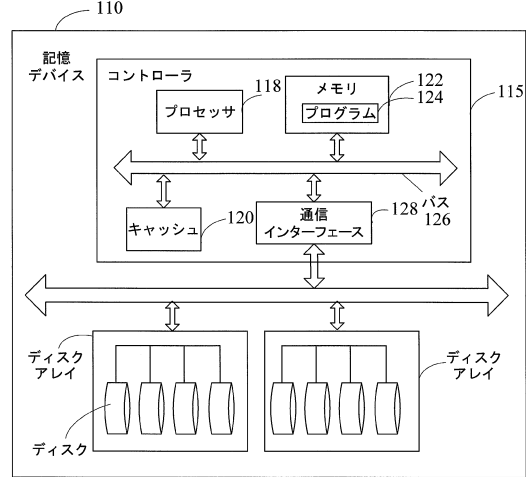 110
記憶
デバイス
コントローラ
118
プロセッサ
メモリ
122
プログラム
124
115
バス
126
キャッシュ
120
通信
インターフェース
128
ディスク
アレイ
ディスク
アレイ
ディスク